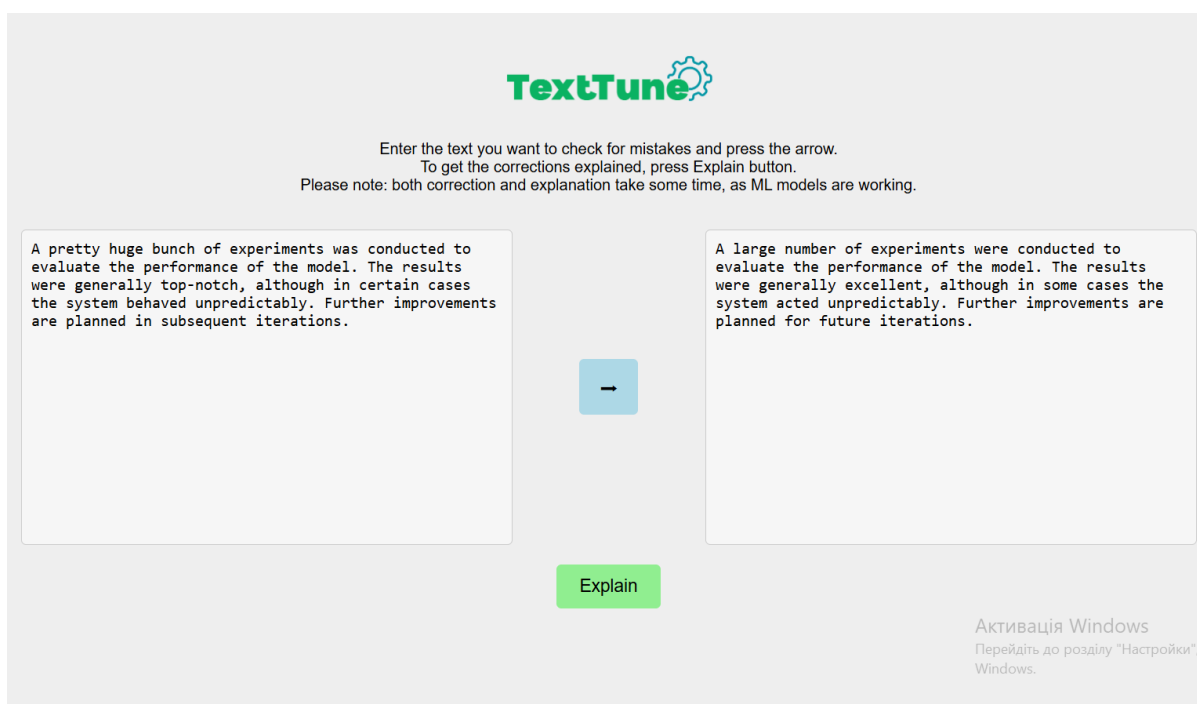 TextTune
Enter the text you want to check for mistakes and press the arrow.
To get the corrections explained, press Explain button.
Please note: both correction and explanation take some time, as ML models are working.
A pretty huge bunch of experiments was conducted to
evaluate the performance of the model. The results
were generally top-notch, although in certain cases
the system behaved unpredictably. Further improvements
are planned in subsequent iterations.
A large number of experiments were conducted to
evaluate the performance of the model. The results
were generally excellent, although in some cases the
system acted unpredictably. Further improvements are
planned for future iterations.
Explain
Активація Windows
Перейдіть до розділу "Настройки"
Windows.